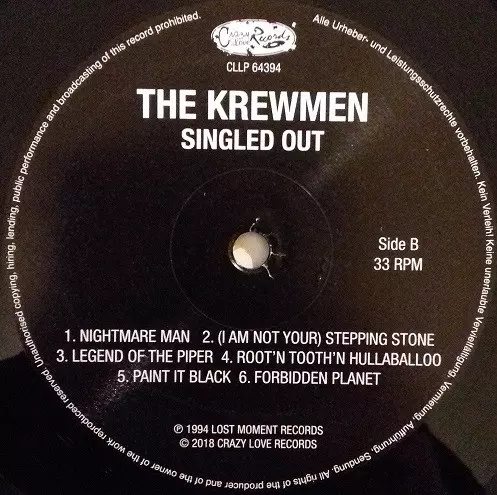 Crazy Love Records
CLLP 64394
THE KREWMEN
SINGLED OUT
Side B
33 RPM
1. NIGHTMARE MAN 2. (I AM NOT YOUR) STEPPING STONE
3. LEGEND OF THE PIPER 4. ROOT'N TOOTH'N HULLABALLOO
5. PAINT IT BLACK 6. FORBIDDEN PLANET
℗ 1994 LOST MOMENT RECORDS
© 2018 CRAZY LOVE RECORDS
Alle Urheber- und Leistungsschutzrechte vorbehalten. Kein Verleih! Keine unerlaubte Vervielfältigung, Vermietung, Aufführung, Sendung. All rights of the producer and of the owner of the work reproduced reserved. Unauthorised copying, hiring, lending, public performance and broadcasting of this record prohibited.